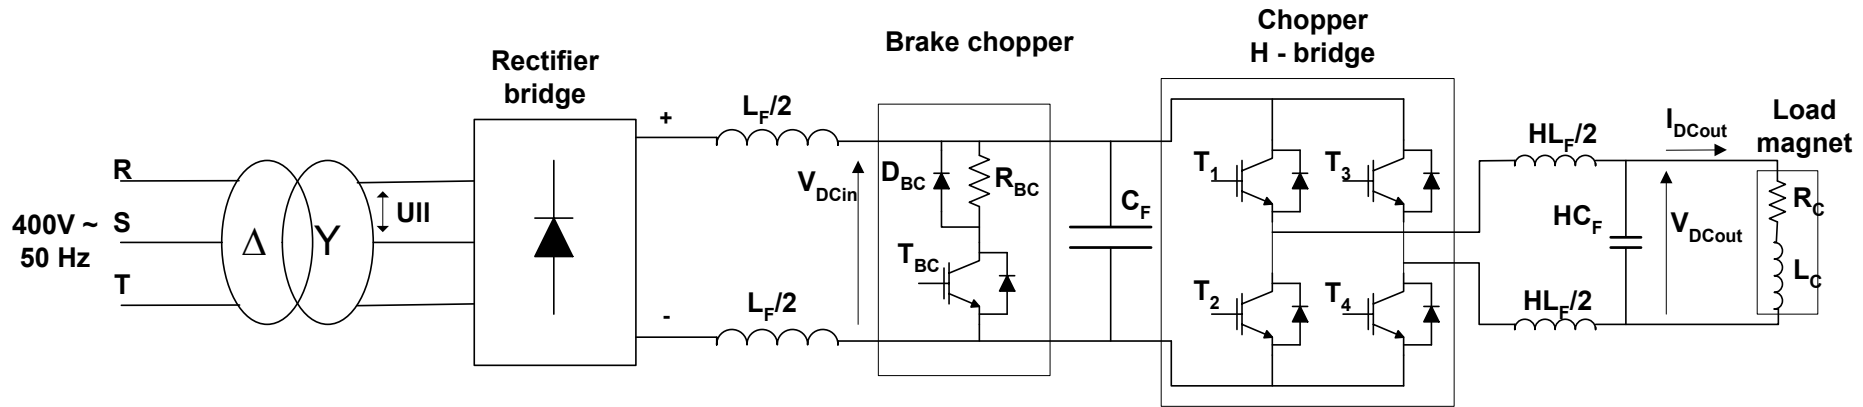 Rectifier
bridge
Brake chopper
Chopper
H - bridge
Load
magnet
400V ~
50 Hz
R
S
T
Δ
Y
Ull
+
-
L_F/2
L_F/2
V_DCin
D_BC
R_BC
T_BC
C_F
T_1
T_3
T_2
T_4
HL_F/2
HL_F/2
HC_F
I_DCout
V_DCout
R_C
L_C